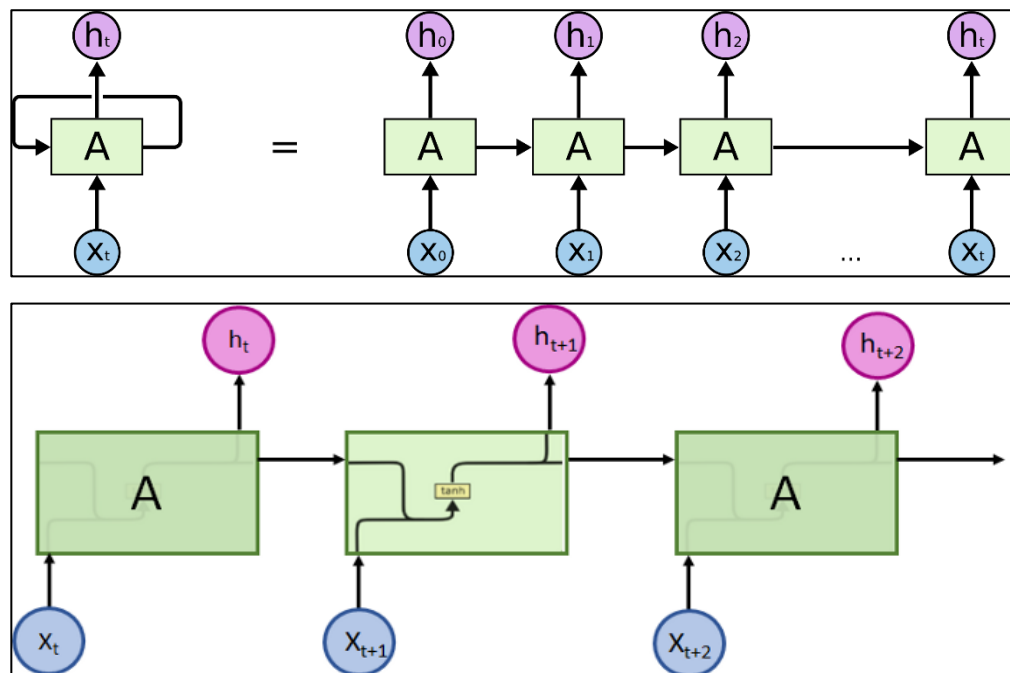 hₜ h₀ h₁ h₂ hₜ
A = A A A A
xₜ x₀ x₁ x₂ ... xₜ
hₜ hₜ₊₁ hₜ₊₂
A tanh A
xₜ xₜ₊₁ xₜ₊₂